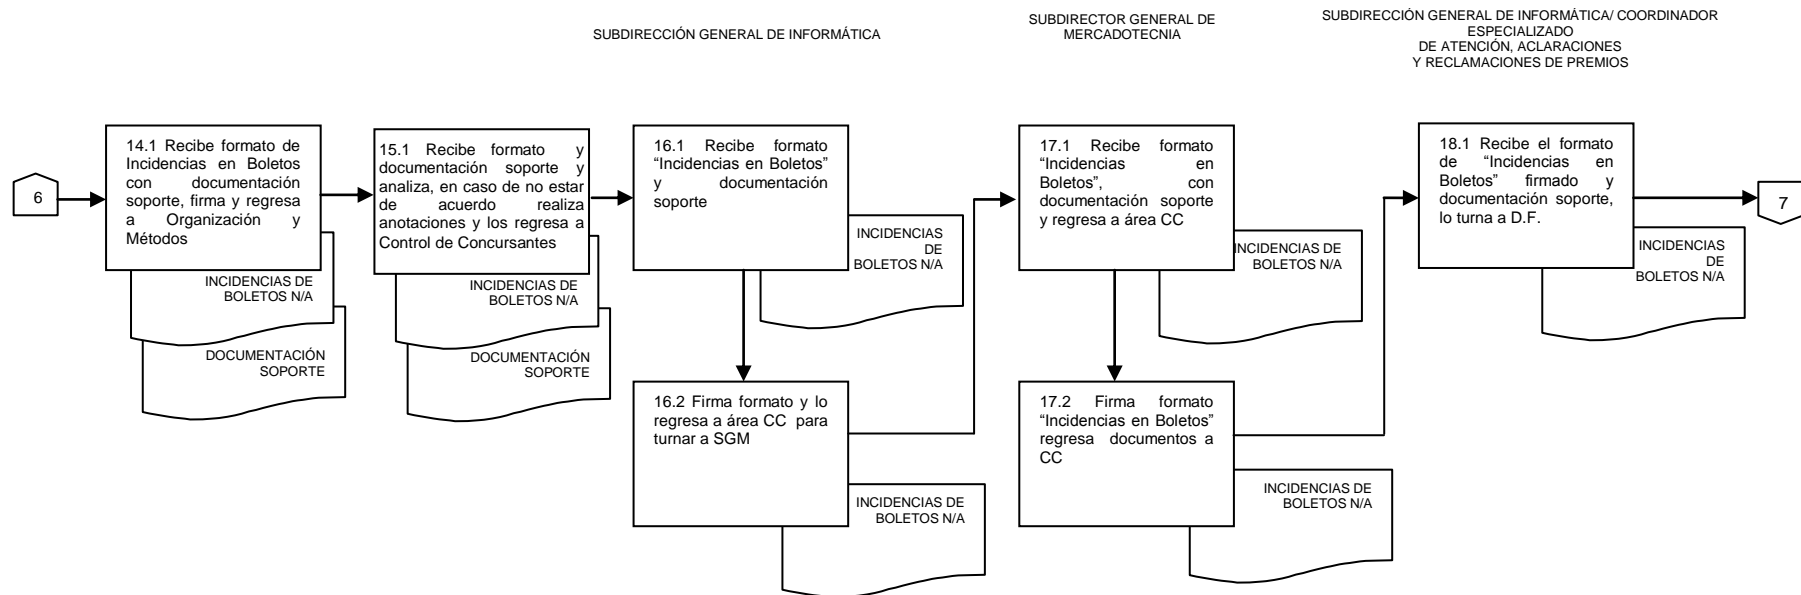 SUBDIRECCIÓN GENERAL DE INFORMÁTICA
SUBDIRECTOR GENERAL DE
MERCADOTECNIA
SUBDIRECCIÓN GENERAL DE INFORMÁTICA/ COORDINADOR
ESPECIALIZADO
DE ATENCIÓN, ACLARACIONES
Y RECLAMACIONES DE PREMIOS
6
14.1 Recibe formato de
Incidencias en Boletos
con documentación
soporte, firma y regresa
a Organización y
Métodos
INCIDENCIAS DE
BOLETOS N/A
DOCUMENTACIÓN
SOPORTE
15.1 Recibe formato y
documentación soporte y
analiza, en caso de no estar
de acuerdo realiza
anotaciones y los regresa a
Control de Concursantes
INCIDENCIAS DE
BOLETOS N/A
DOCUMENTACIÓN
SOPORTE
16.1 Recibe formato
“Incidencias en Boletos”
y documentación
soporte
INCIDENCIAS
DE
BOLETOS N/A
16.2 Firma formato y lo
regresa a área CC para
turnar a SGM
INCIDENCIAS DE
BOLETOS N/A
17.1 Recibe formato
“Incidencias en
Boletos”, con
documentación soporte
y regresa a área CC
INCIDENCIAS DE
BOLETOS N/A
17.2 Firma formato
“Incidencias en Boletos”
regresa documentos a
CC
INCIDENCIAS DE
BOLETOS N/A
18.1 Recibe el formato
de “Incidencias en
Boletos” firmado y
documentación soporte,
lo turna a D.F.
INCIDENCIAS
DE
BOLETOS N/A
7